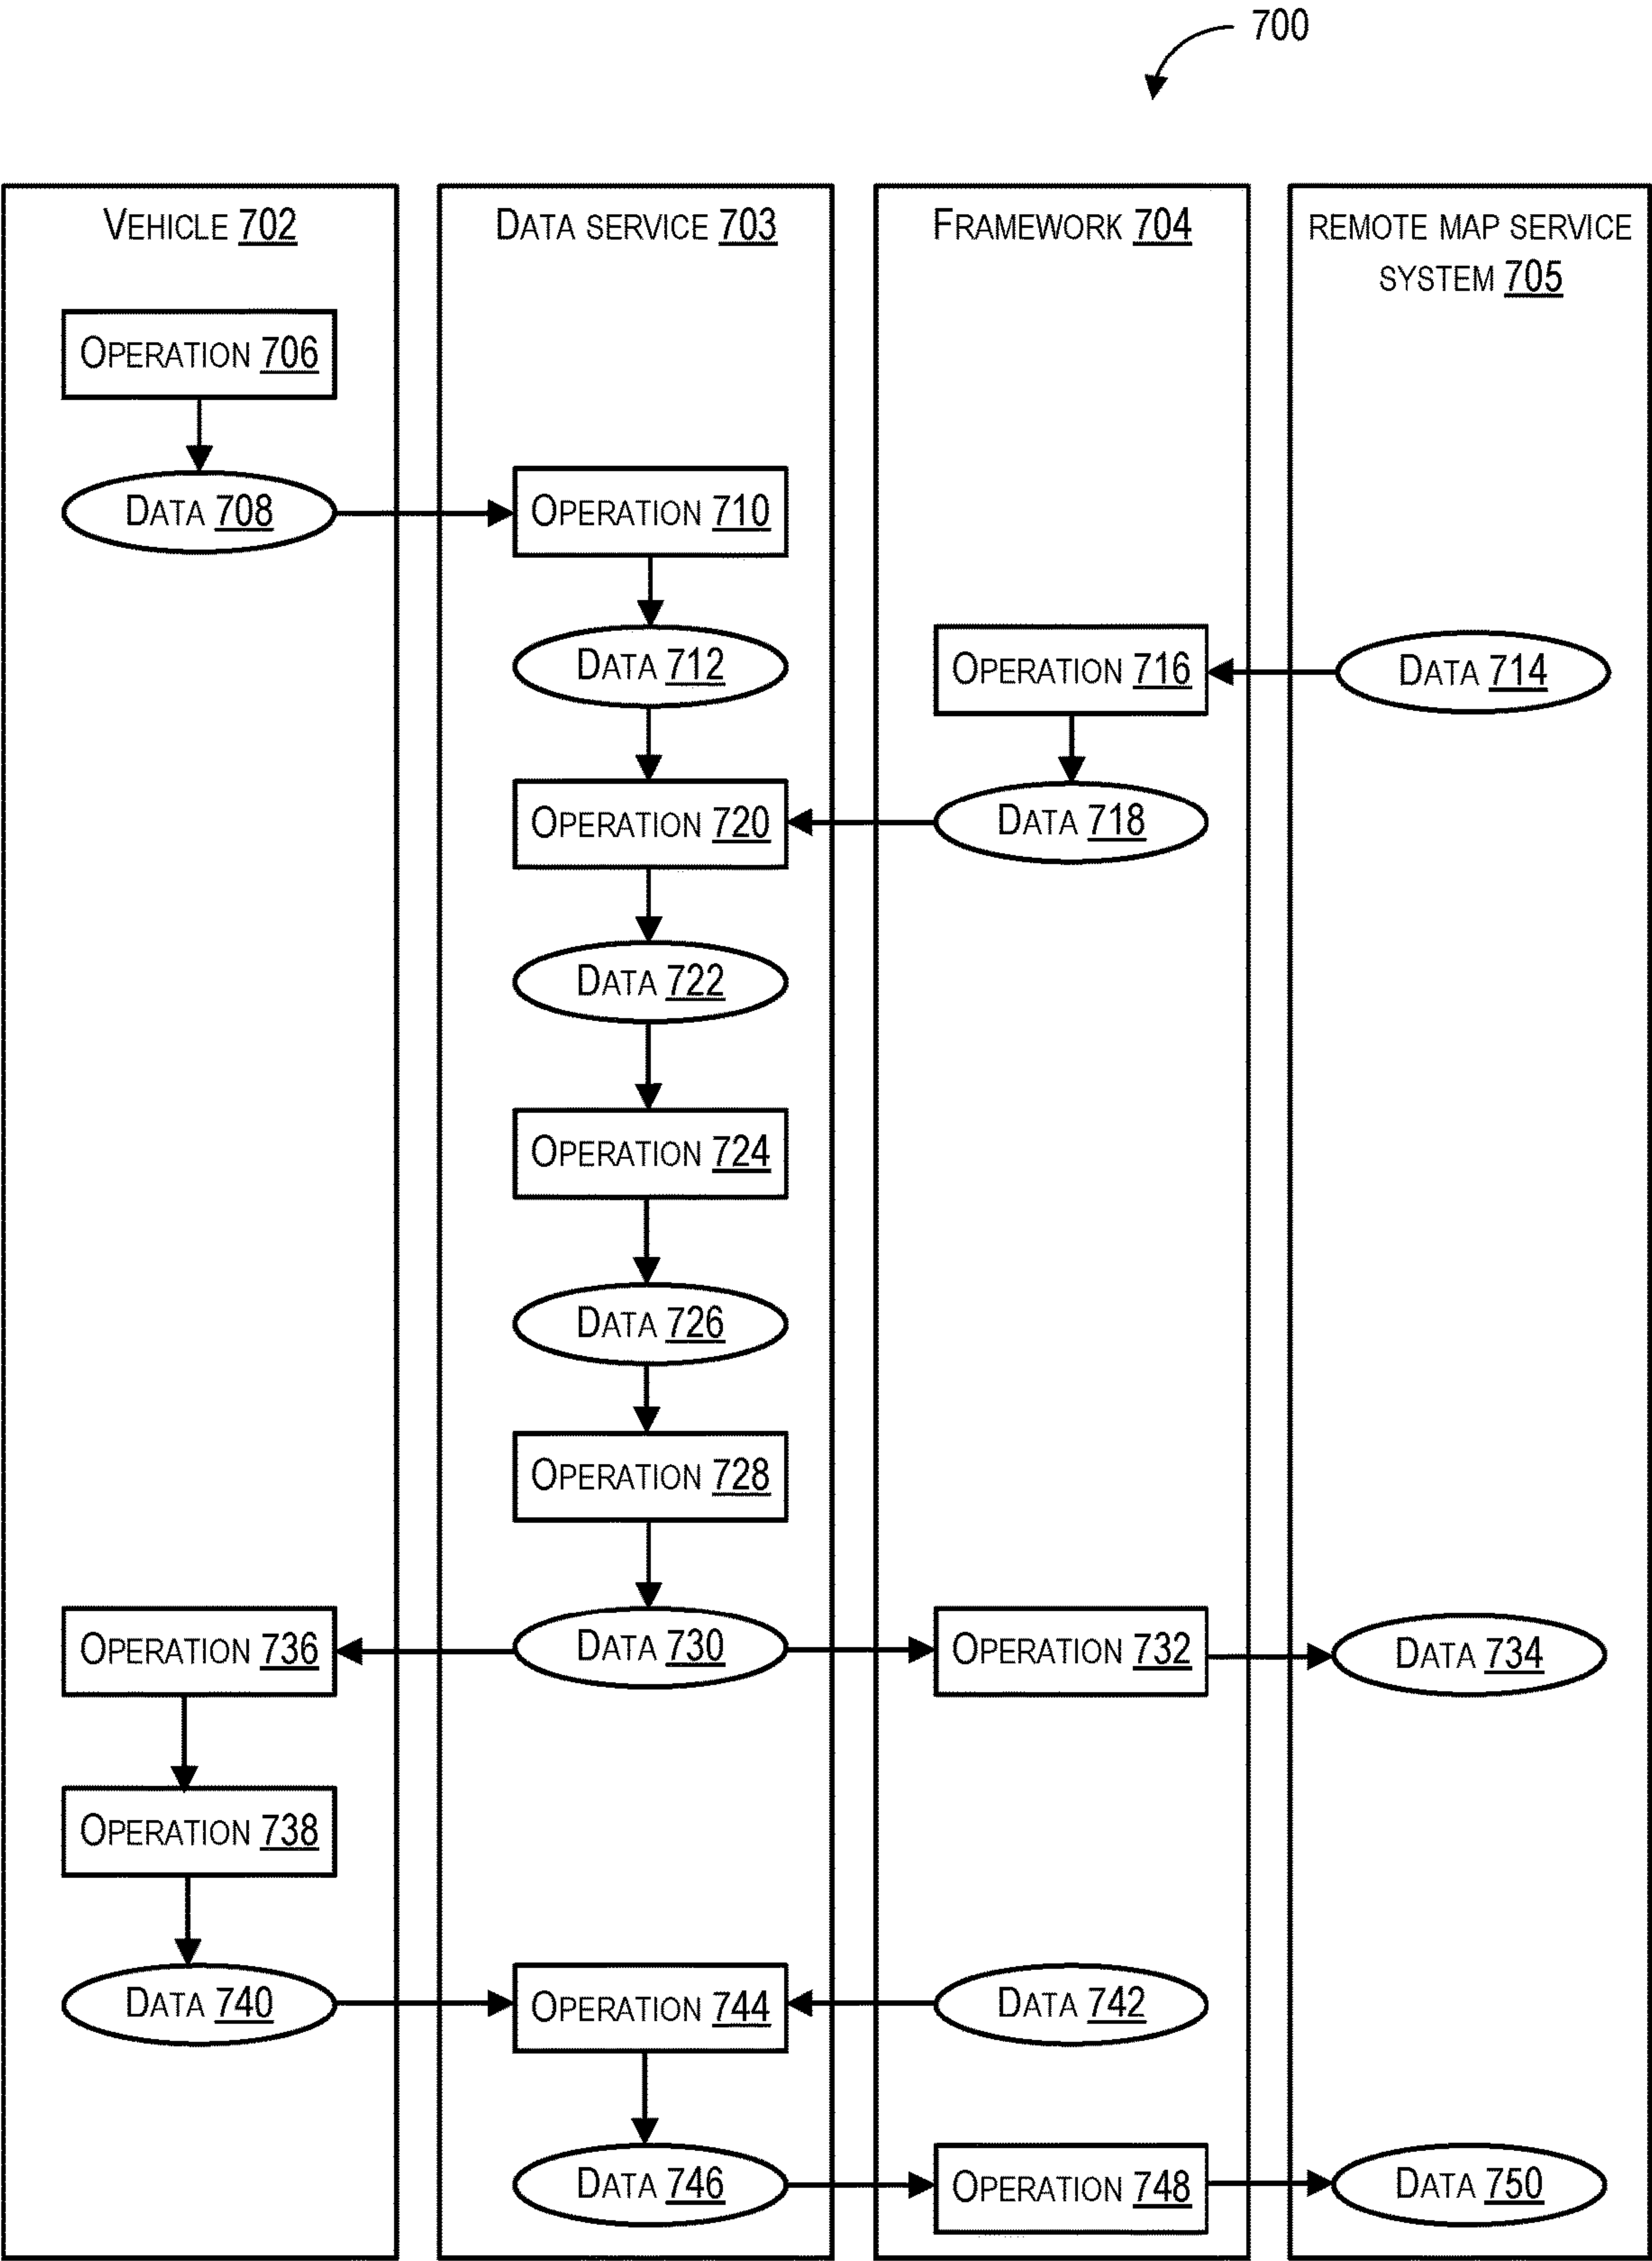 700
VEHICLE 702
DATA SERVICE 703
FRAMEWORK 704
REMOTE MAP SERVICE
SYSTEM 705
OPERATION 706
DATA 708
OPERATION 710
DATA 712
OPERATION 716
DATA 714
OPERATION 720
DATA 718
DATA 722
OPERATION 724
DATA 726
OPERATION 728
OPERATION 736
DATA 730
OPERATION 732
DATA 734
OPERATION 738
DATA 740
OPERATION 744
DATA 742
DATA 746
OPERATION 748
DATA 750